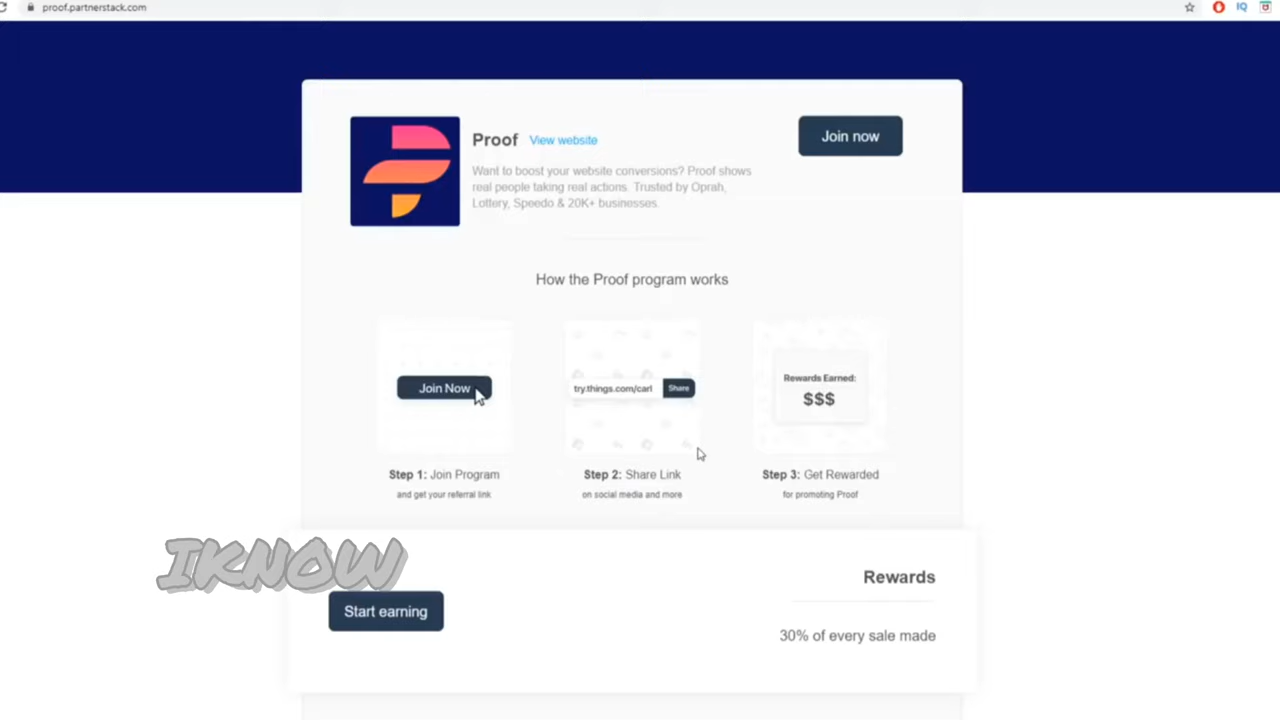 proof.partnerstack.com
IQ
Proof View website
Join now
Want to boost your website conversions? Proof shows
real people taking real actions. Trusted by Oprah,
Lottery, Speedo & 20K+ businesses.
How the Proof program works
Join Now
try.things.com/carl Share
Rewards Earned:
$$$
Step 1: Join Program
and get your referral link
Step 2: Share Link
on social media and more
Step 3: Get Rewarded
for promoting Proof
IKNOW
Start earning
Rewards
30% of every sale made